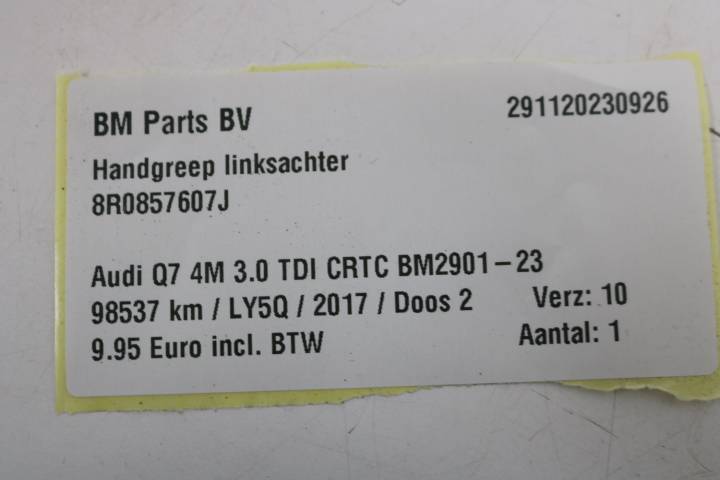 BM Parts BV 291120230926
Handgreep linksachter
8R0857607J
Audi Q7 4M 3.0 TDI CRTC BM2901-23
98537 km / LY5Q / 2017 / Doos 2 Verz: 10
9.95 Euro incl. BTW Aantal: 1